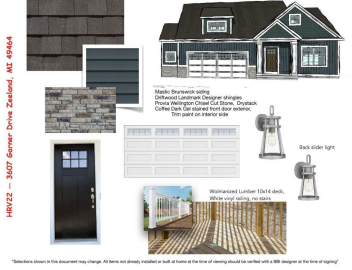 HRV22 — 3607 Garner Drive Zeeland, MI 49464
Mastic Brunswick siding
Driftwood Landmark Designer shingles
Provia Wellington Chisel Cut Stone, Drystack
Coffee Dark Gel stained front door exterior,
Trim paint on interior side
Back slider light
Wolmanized Lumber 10x14 deck,
White vinyl railing, no stairs
*Selections shown in this document may change. All items not already installed or built at home at the time of viewing should be verified with a BIB designer at the time of signing*